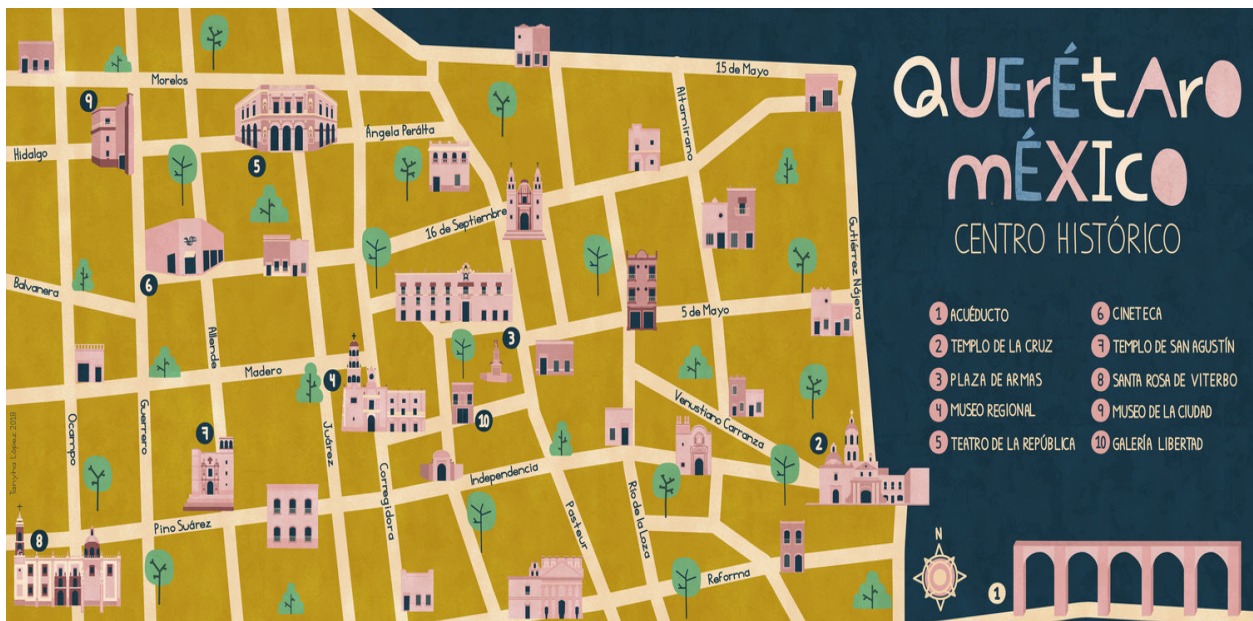 QUERÉTARO
MÉXICO
CENTRO HISTÓRICO
1 ACUÉDUCTO
2 TEMPLO DE LA CRUZ
3 PLAZA DE ARMAS
4 MUSEO REGIONAL
5 TEATRO DE LA REPÚBLICA
6 CINETECA
7 TEMPLO DE SAN AGUSTÍN
8 SANTA ROSA DE VITERBO
9 MUSEO DE LA CIUDAD
10 GALERÍA LIBERTAD
Morelos
15 de Mayo
9
Altamirano
Ángela Perálta
Hidalgo
5
16 de Septiembre
Gutiérrez Nájera
Balvanera
6
5 de Mayo
Allende
3
Madero
4
Venustiano Carranza
10
Ocampo
Guerrero
7
Juárez
2
Corregidora
Independencia
Pasteur
Río de la Loza
Pino Suárez
8
Reforma
N
1